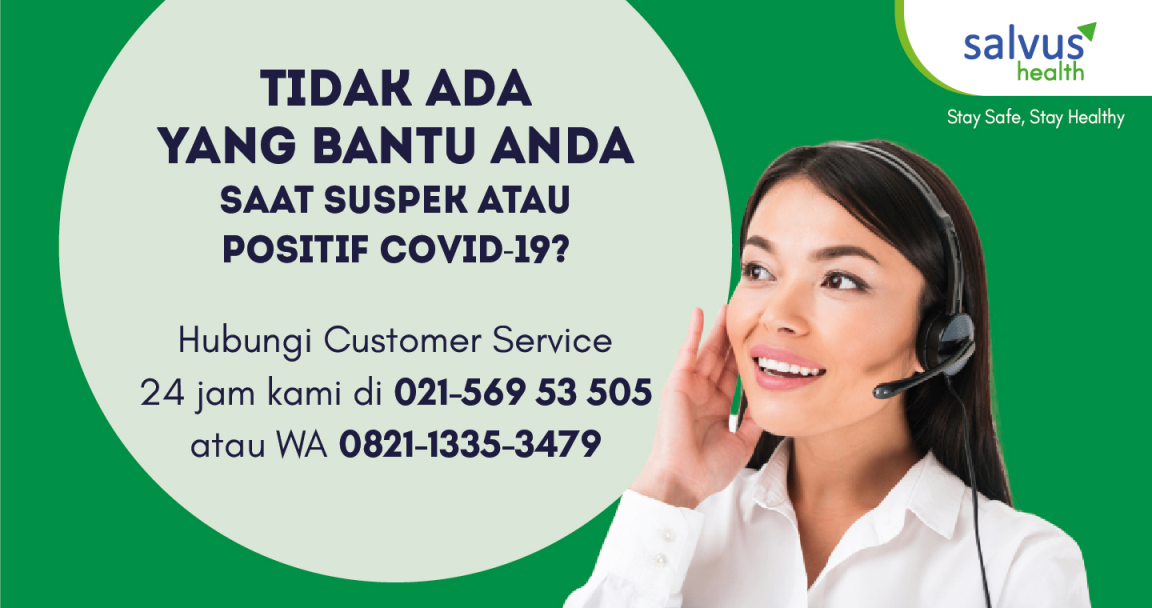 TIDAK ADA
YANG BANTU ANDA
SAAT SUSPEK ATAU
POSITIF COVID-19?
Hubungi Customer Service
24 jam kami di 021-569 53 505
atau WA 0821-1335-3479
salvus
health
Stay Safe, Stay Healthy